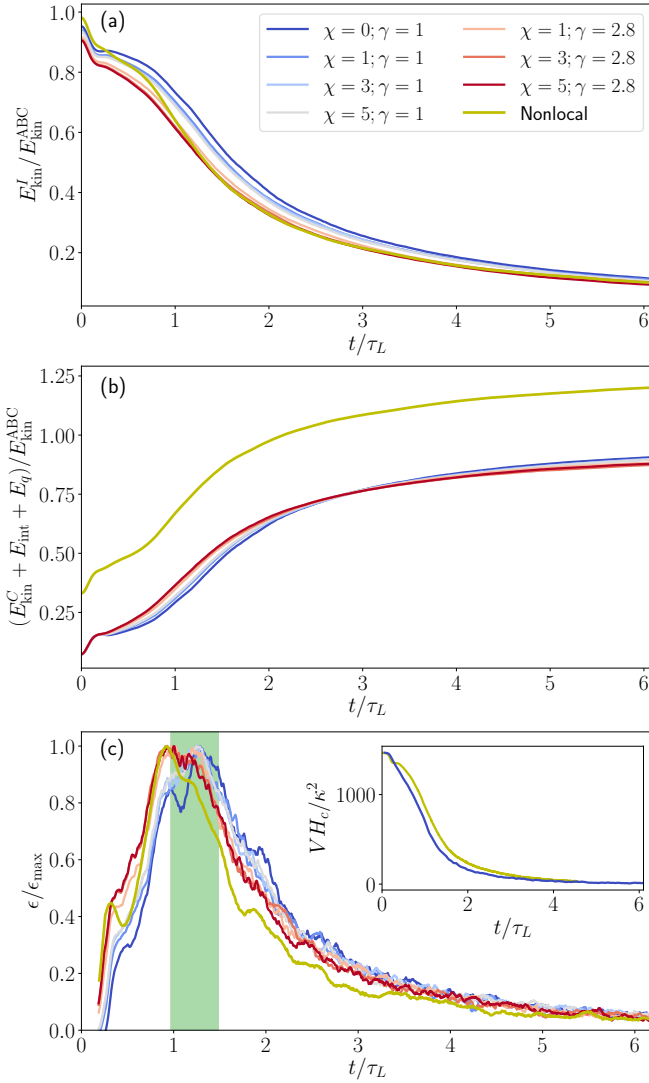 (a)
1.0
0.8
0.6
0.4
0.2
E^I_kin/E^ABC_kin
χ = 0; γ = 1
χ = 1; γ = 1
χ = 3; γ = 1
χ = 5; γ = 1
χ = 1; γ = 2.8
χ = 3; γ = 2.8
χ = 5; γ = 2.8
Nonlocal
0 1 2 3 4 5 6
t/τ_L
(b)
1.25
1.00
0.75
0.50
0.25
(E^C_kin + E_int + E_q)/E^ABC_kin
0 1 2 3 4 5 6
t/τ_L
(c)
1.0
0.8
0.6
0.4
0.2
0.0
ϵ/ϵ_max
1000
0
VH_c/κ^2
0 2 4 6
t/τ_L
0 1 2 3 4 5 6
t/τ_L